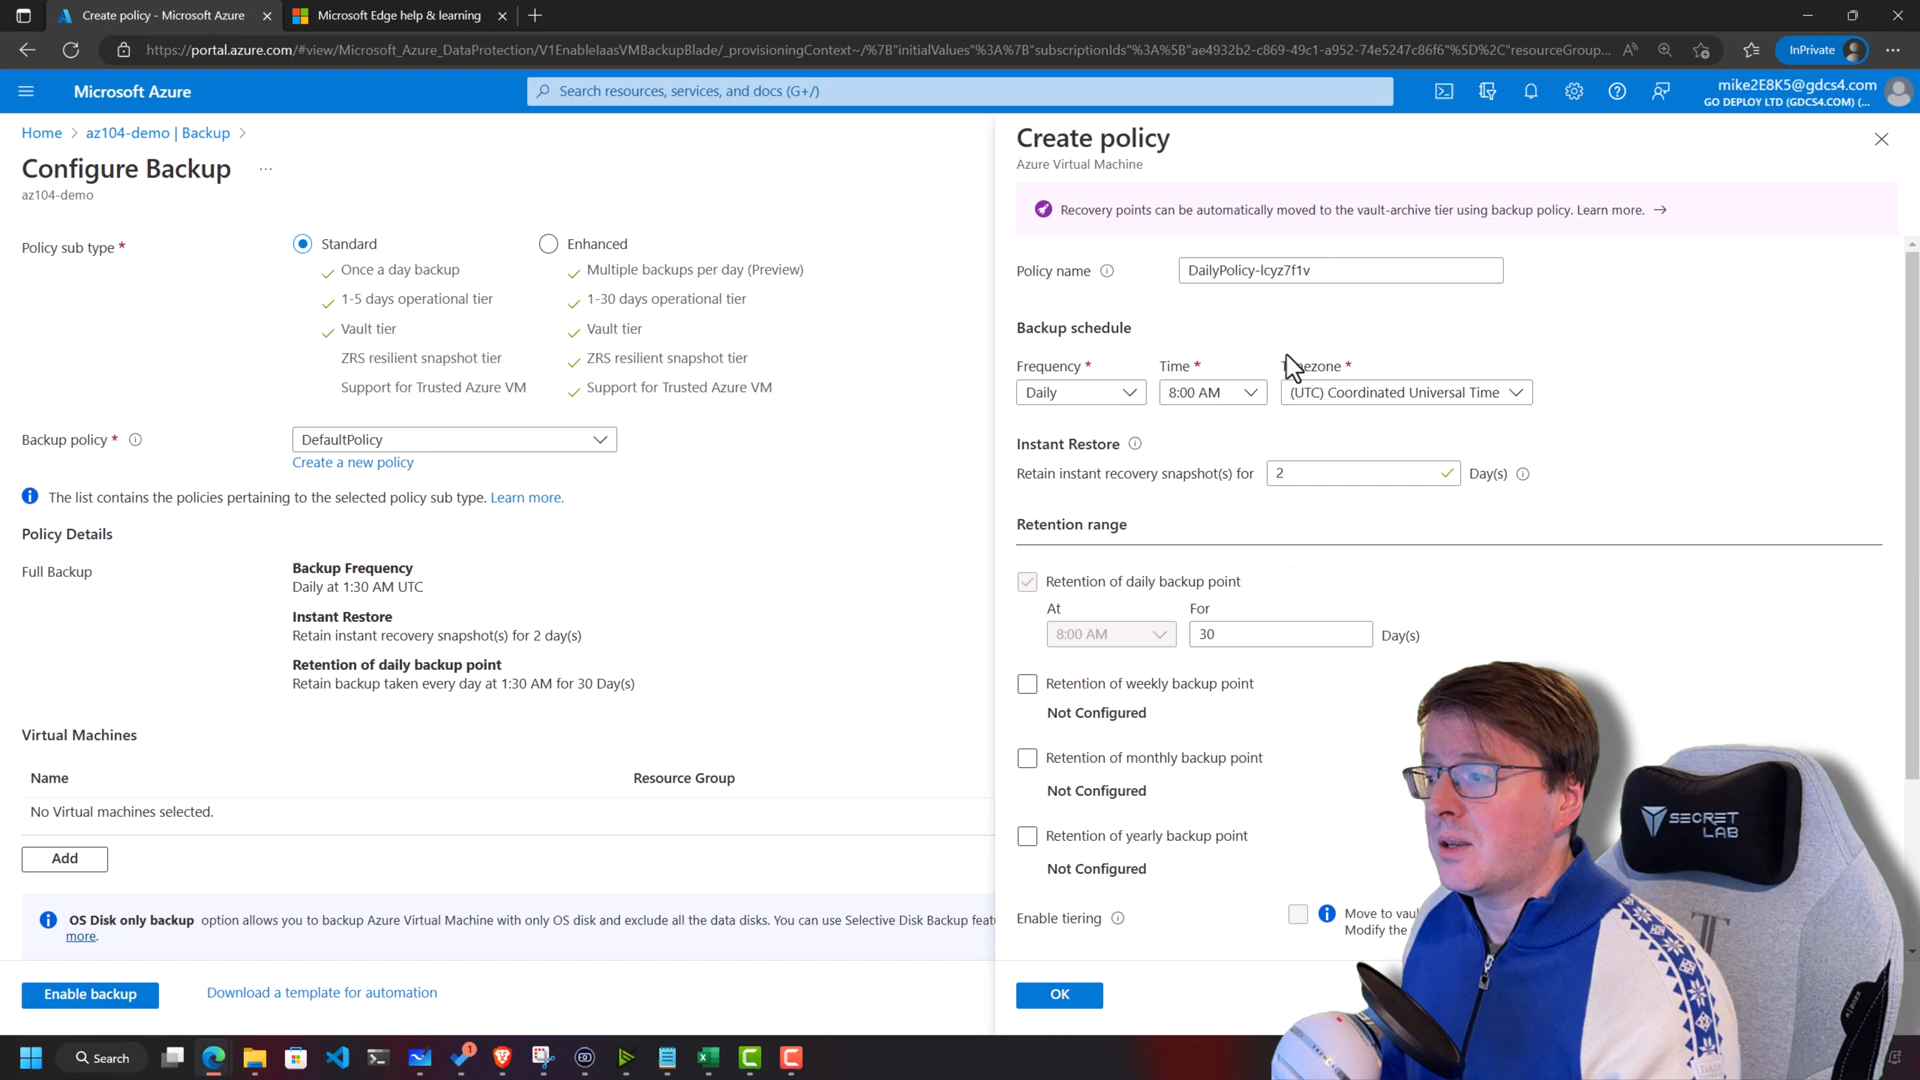 Create policy - Microsoft Azure
Microsoft Edge help & learning
https://portal.azure.com/#view/Microsoft_Azure_DataProtection/V1EnableIaasVMBackupBlade/_provisioningContext~/%7B"initialValues"%3A%7B"subscriptionIds"%3A%5B"ae4932b2-c869-49c1-a952-74e5247c86f6"%5D%2C"resourceGroup...
InPrivate
Microsoft Azure
Search resources, services, and docs (G+/)
mike2E8K5@gdcs4.com
GO DEPLOY LTD (GDCS4.COM) (...
Home > az104-demo | Backup >
Configure Backup ...
az104-demo
Policy sub type *
Standard
Once a day backup
1-5 days operational tier
Vault tier
ZRS resilient snapshot tier
Support for Trusted Azure VM
Enhanced
Multiple backups per day (Preview)
1-30 days operational tier
Vault tier
ZRS resilient snapshot tier
Support for Trusted Azure VM
Backup policy *
DefaultPolicy
Create a new policy
The list contains the policies pertaining to the selected policy sub type. Learn more.
Policy Details
Full Backup
Backup Frequency
Daily at 1:30 AM UTC
Instant Restore
Retain instant recovery snapshot(s) for 2 day(s)
Retention of daily backup point
Retain backup taken every day at 1:30 AM for 30 Day(s)
Virtual Machines
Name Resource Group
No Virtual machines selected.
Add
OS Disk only backup option allows you to backup Azure Virtual Machine with only OS disk and exclude all the data disks. You can use Selective Disk Backup feat
more.
Enable backup
Download a template for automation
Create policy
Azure Virtual Machine
Recovery points can be automatically moved to the vault-archive tier using backup policy. Learn more. →
Policy name
DailyPolicy-lcyz7f1v
Backup schedule
Frequency * Time * ezone *
Daily 8:00 AM (UTC) Coordinated Universal Time
Instant Restore
Retain instant recovery snapshot(s) for 2 Day(s)
Retention range
Retention of daily backup point
At For
8:00 AM 30 Day(s)
Retention of weekly backup point
Not Configured
Retention of monthly backup point
Not Configured
Retention of yearly backup point
Not Configured
Enable tiering
Move to vau
Modify the
OK
SECRET
LAB
Search
1